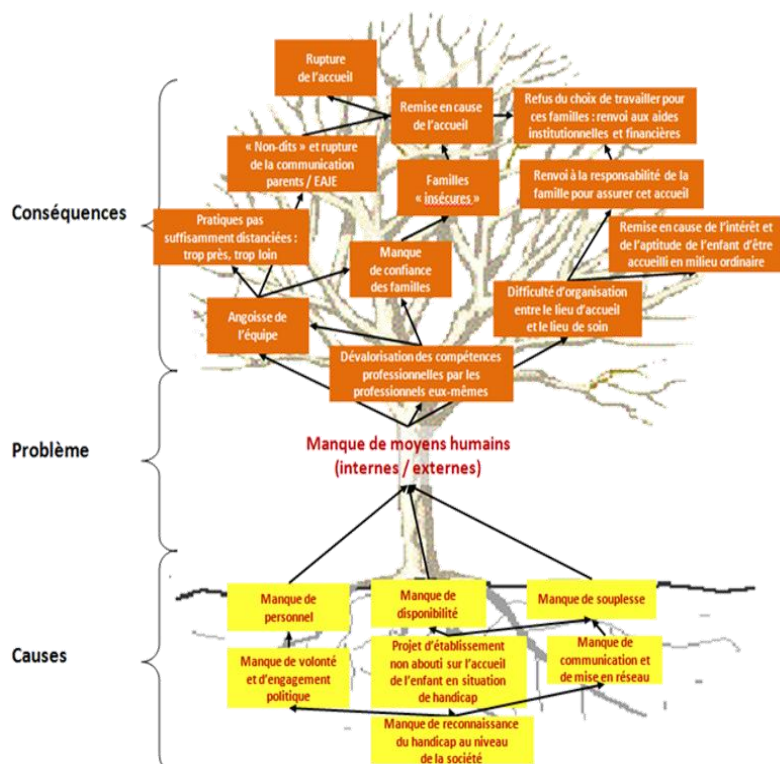 Rupture
de l'accueil
Remise en cause
de l'accueil
Refus du choix de travailler pour
ces familles : renvoi aux aides
institutionnelles et financières
« Non-dits » et rupture
de la communication
parents / EAJE
Familles
« insécures »
Renvoi à la responsabilité de la
famille pour assurer cet accueil
Conséquences
Pratiques pas
suffisamment distanciées :
trop près, trop loin
Manque
de confiance
des familles
Remise en cause de l'intérêt et
de l'aptitude de l'enfant d'être
accueilli en milieu ordinaire
Angoisse de
l'équipe
Difficulté d'organisation
entre le lieu d'accueil
et le lieu de soin
Dévalorisation des compétences
professionnelles par les
professionnels eux-mêmes
Problème
Manque de moyens humains
(internes / externes)
Manque de
personnel
Manque de
disponibilité
Manque de souplesse
Causes
Manque de volonté
et d'engagement
politique
Projet d'établissement
non abouti sur l'accueil
de l'enfant en situation
de handicap
Manque de
communication et
de mise en réseau
Manque de reconnaissance
du handicap au niveau
de la société